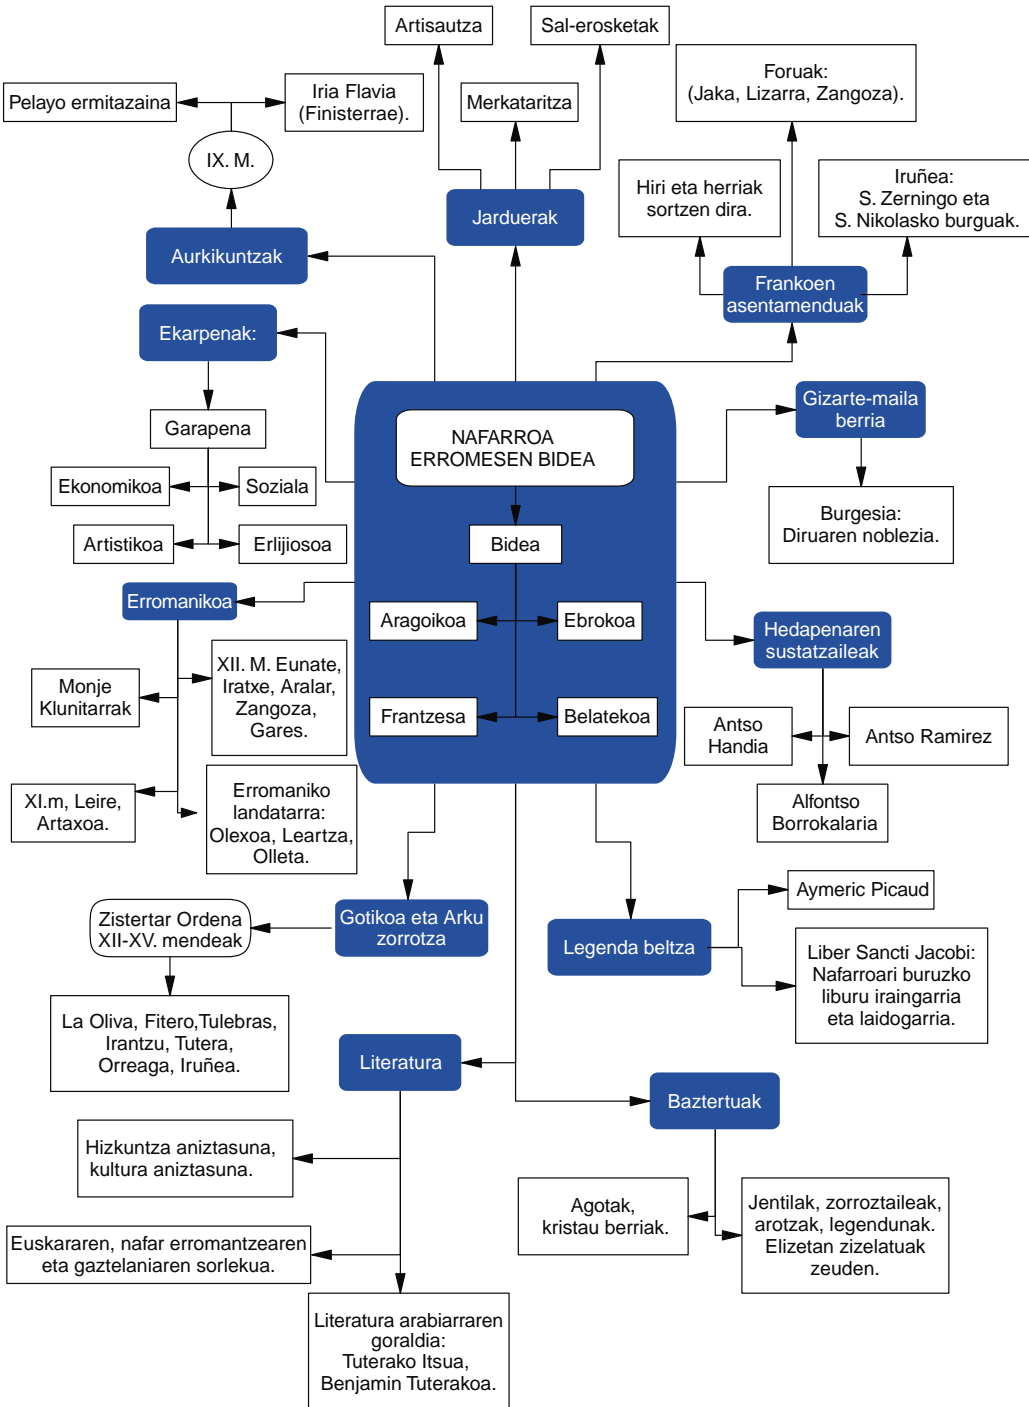 Artisautza
Sal-erosketak
Merkataritza
Jarduerak
Pelayo ermitazaina
Iria Flavia
(Finisterrae).
IX. M.
Aurkikuntzak
Foruak:
(Jaka, Lizarra, Zangoza).
Hiri eta herriak
sortzen dira.
Iruñea:
S. Zerningo eta
S. Nikolasko burguak.
Frankoen
asentamenduak
Ekarpenak:
Garapena
Ekonomikoa
Soziala
Artistikoa
Erlijiosoa
NAFARROA
ERROMESEN BIDEA
Bidea
Aragoikoa
Ebrokoa
Frantzesa
Belatekoa
Gizarte-maila
berria
Burgesia:
Diruaren noblezia.
Erromanikoa
Monje
Klunitarrak
XII. M. Eunate,
Iratxe, Aralar,
Zangoza,
Gares.
XI.m, Leire,
Artaxoa.
Erromaniko
landatarra:
Olexoa, Leartza,
Olleta.
Hedapenaren
sustatzaileak
Antso
Handia
Antso Ramirez
Alfontso
Borrokalaria
Gotikoa eta Arku
zorrotza
Zistertar Ordena
XII-XV. mendeak
La Oliva, Fitero,Tulebras,
Irantzu, Tutera,
Orreaga, Iruñea.
Legenda beltza
Aymeric Picaud
Liber Sancti Jacobi:
Nafarroari buruzko
liburu iraingarria
eta laidogarria.
Literatura
Hizkuntza aniztasuna,
kultura aniztasuna.
Euskararen, nafar erromantzearen
eta gaztelaniaren sorlekua.
Literatura arabiarraren
goraldia:
Tuterako Itsua,
Benjamin Tuterakoa.
Baztertuak
Agotak,
kristau berriak.
Jentilak, zorroztaileak,
arotzak, legendunak.
Elizetan zizelatuak
zeuden.